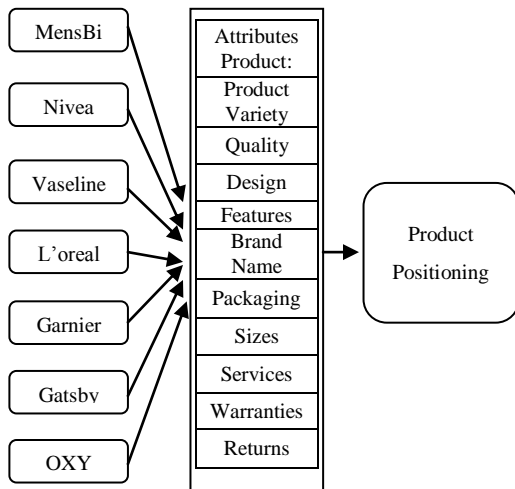 MensBi
Nivea
Vaseline
L'oreal
Garnier
Gatsby
OXY
Attributes
Product:
Product
Variety
Quality
Design
Features
Brand
Name
Packaging
Sizes
Services
Warranties
Returns
Product
Positioning